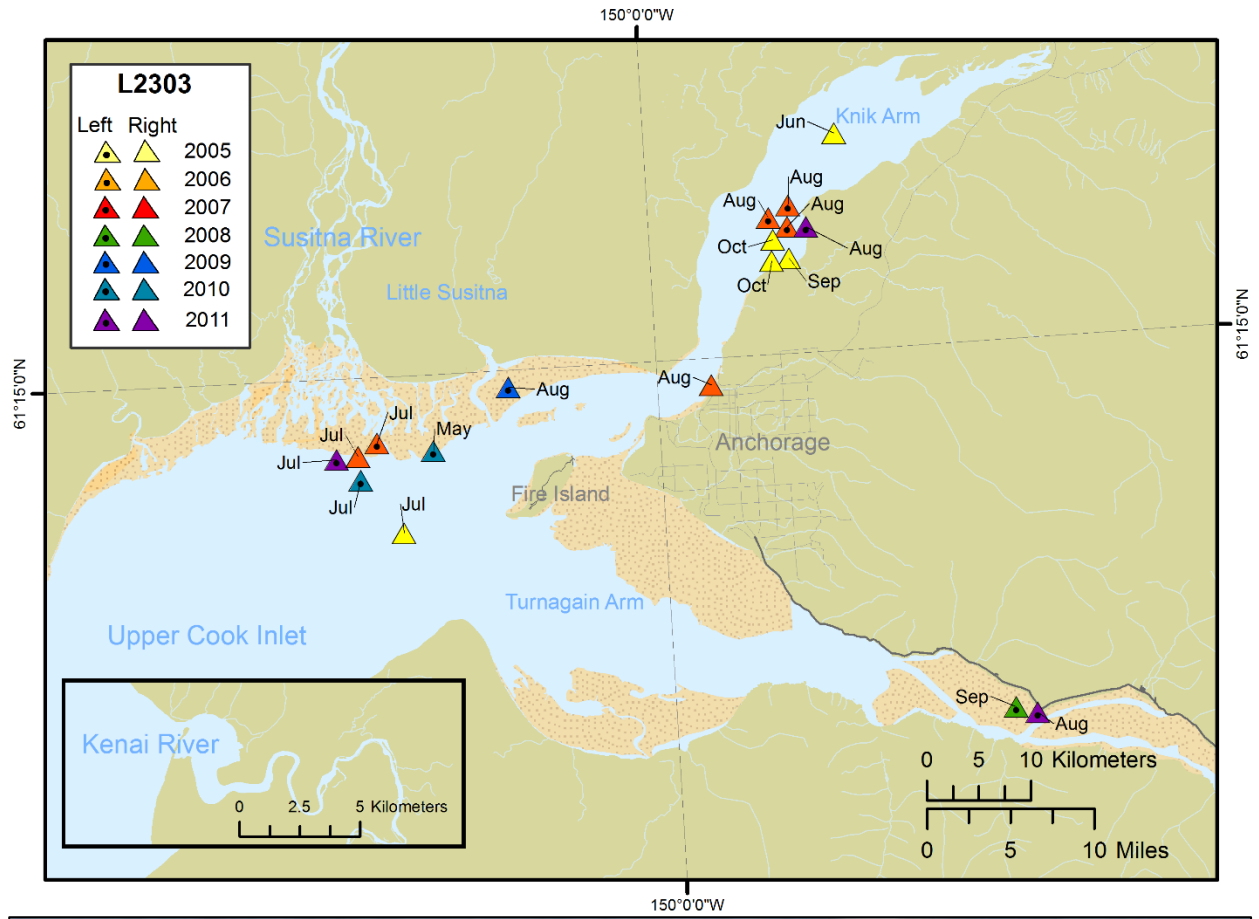 150°0'0"W
L2303
Left Right
2005
2006
2007
2008
2009
2010
2011
Knik Arm
Jun
Aug
Aug
Aug
Oct
Aug
Oct
Sep
Susitna River
Little Susitna
61°15'0"N
61°15'0"N
Aug
Aug
Jul
May
Jul
Jul
Anchorage
Fire Island
Jul
Jul
Turnagain Arm
Upper Cook Inlet
Sep
Aug
Kenai River
0 2.5 5 Kilometers
0 5 10 Kilometers
0 5 10 Miles
150°0'0"W